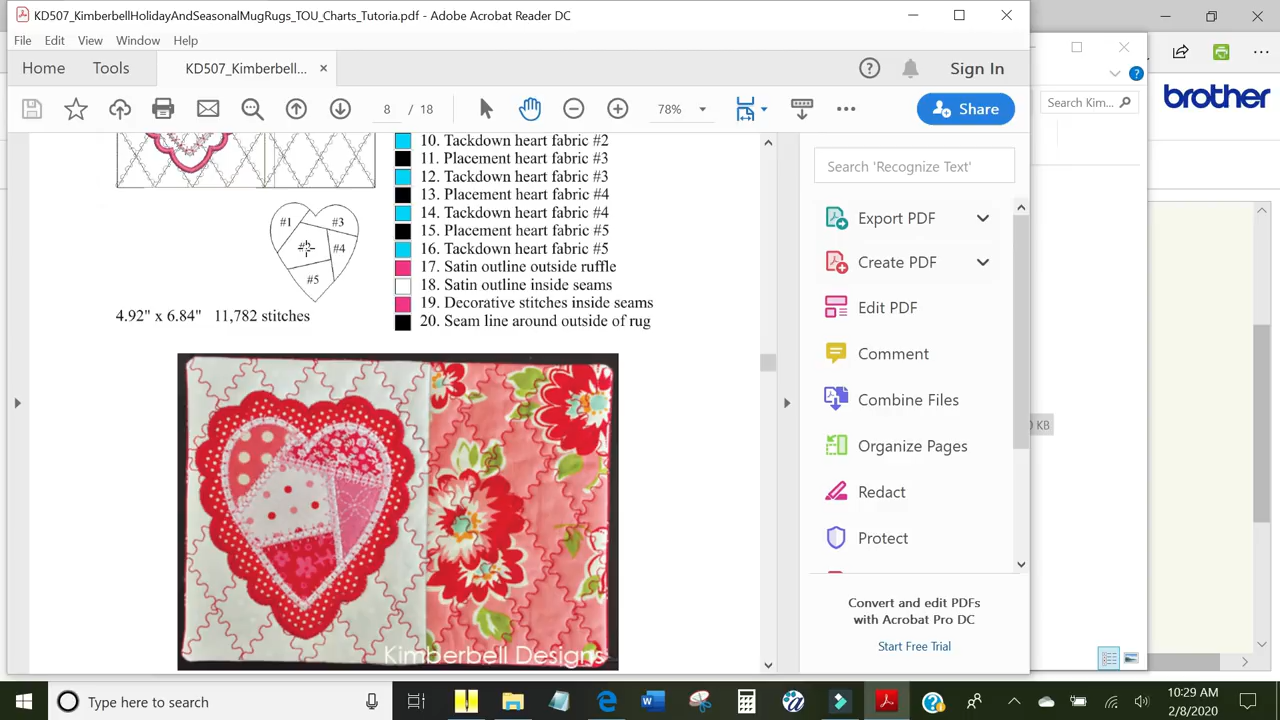 KD507_KimberbellHolidayAndSeasonalMugRugs_TOU_Charts_Tutoria.pdf - Adobe Acrobat Reader DC
File Edit View Window Help
Home Tools KD507_Kimberbell... × Sign In
8 / 18 78% Share
Search Kim...
brother
10. Tackdown heart fabric #2
11. Placement heart fabric #3
12. Tackdown heart fabric #3
13. Placement heart fabric #4
14. Tackdown heart fabric #4
15. Placement heart fabric #5
16. Tackdown heart fabric #5
17. Satin outline outside ruffle
18. Satin outline inside seams
19. Decorative stitches inside seams
20. Seam line around outside of rug
#1 #3
#4
#5
4.92" x 6.84" 11,782 stitches
Kimberbell Designs
Search 'Recognize Text'
Export PDF
Create PDF
Edit PDF
Comment
Combine Files
Organize Pages
Redact
Protect
Convert and edit PDFs
with Acrobat Pro DC
Start Free Trial
KB
Type here to search
10:29 AM
2/8/2020